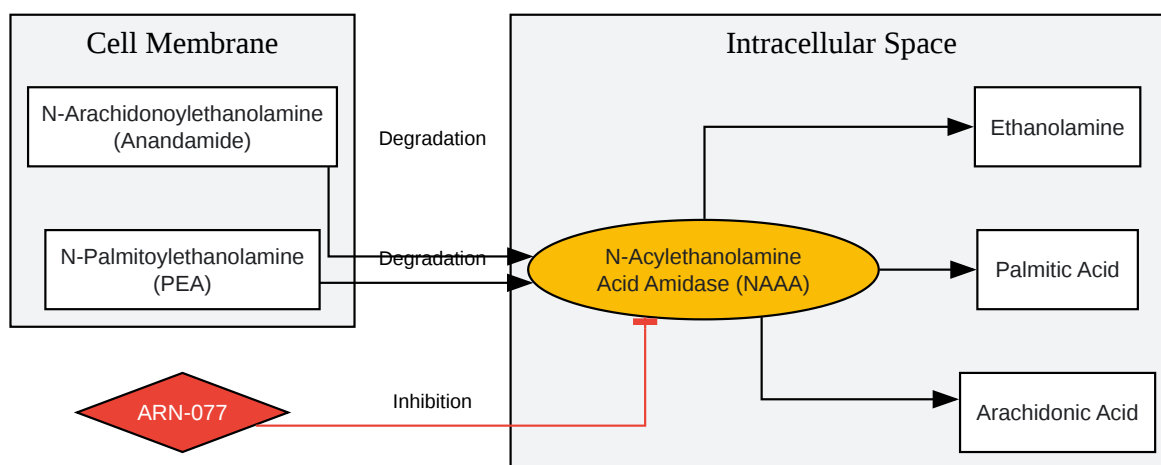 Cell Membrane
N-Arachidonoylethanolamine
(Anandamide)
N-Palmitoylethanolamine
(PEA)
Degradation
Degradation
Inhibition
ARN-077
Intracellular Space
N-Acylethanolamine
Acid Amidase (NAAA)
Ethanolamine
Palmitic Acid
Arachidonic Acid